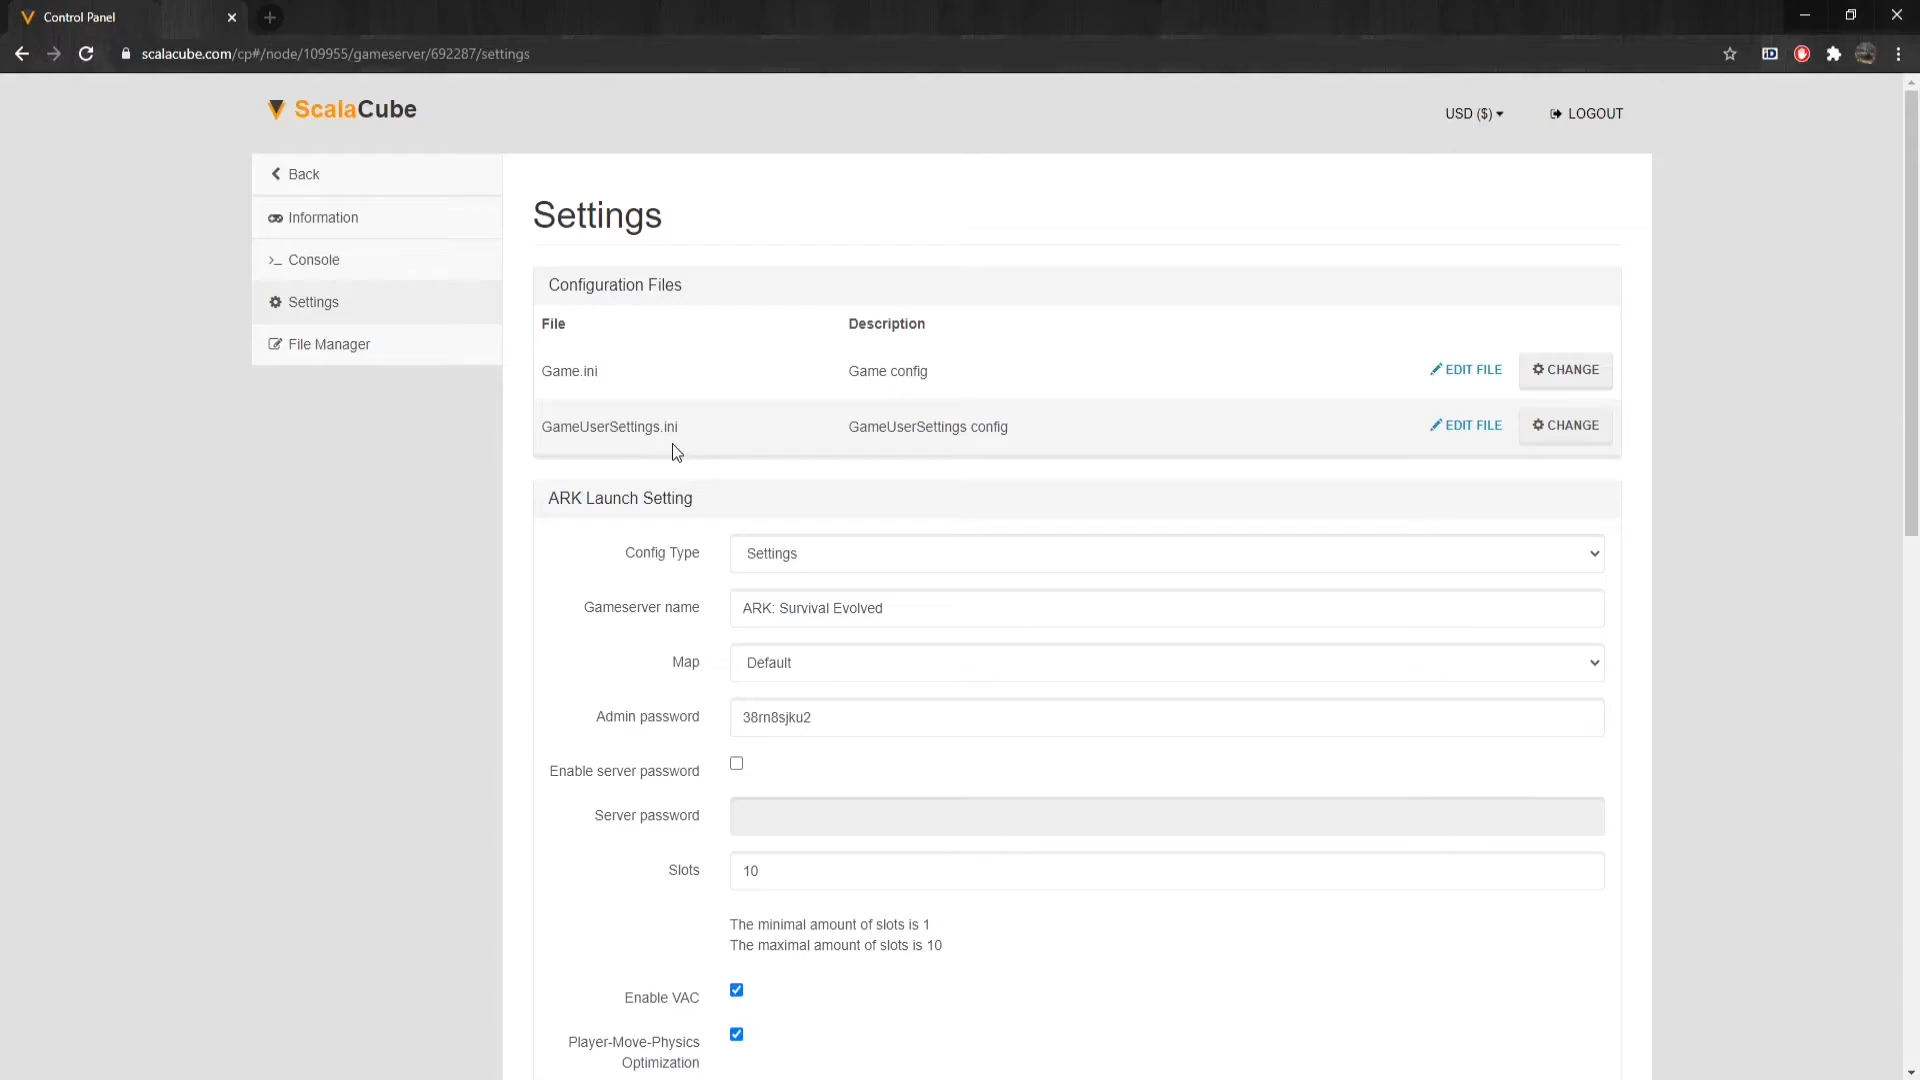 Control Panel
scalacube.com/cp#/node/109955/gameserver/692287/settings
ScalaCube
USD ($)
LOGOUT
Back
Information
Console
Settings
File Manager
Settings
Configuration Files
File Description
Game.ini Game config EDIT FILE CHANGE
GameUserSettings.ini GameUserSettings config EDIT FILE CHANGE
ARK Launch Setting
Config Type Settings
Gameserver name ARK: Survival Evolved
Map Default
Admin password 38rn8sjku2
Enable server password
Server password
Slots 10
The minimal amount of slots is 1
The maximal amount of slots is 10
Enable VAC
Player-Move-Physics
Optimization